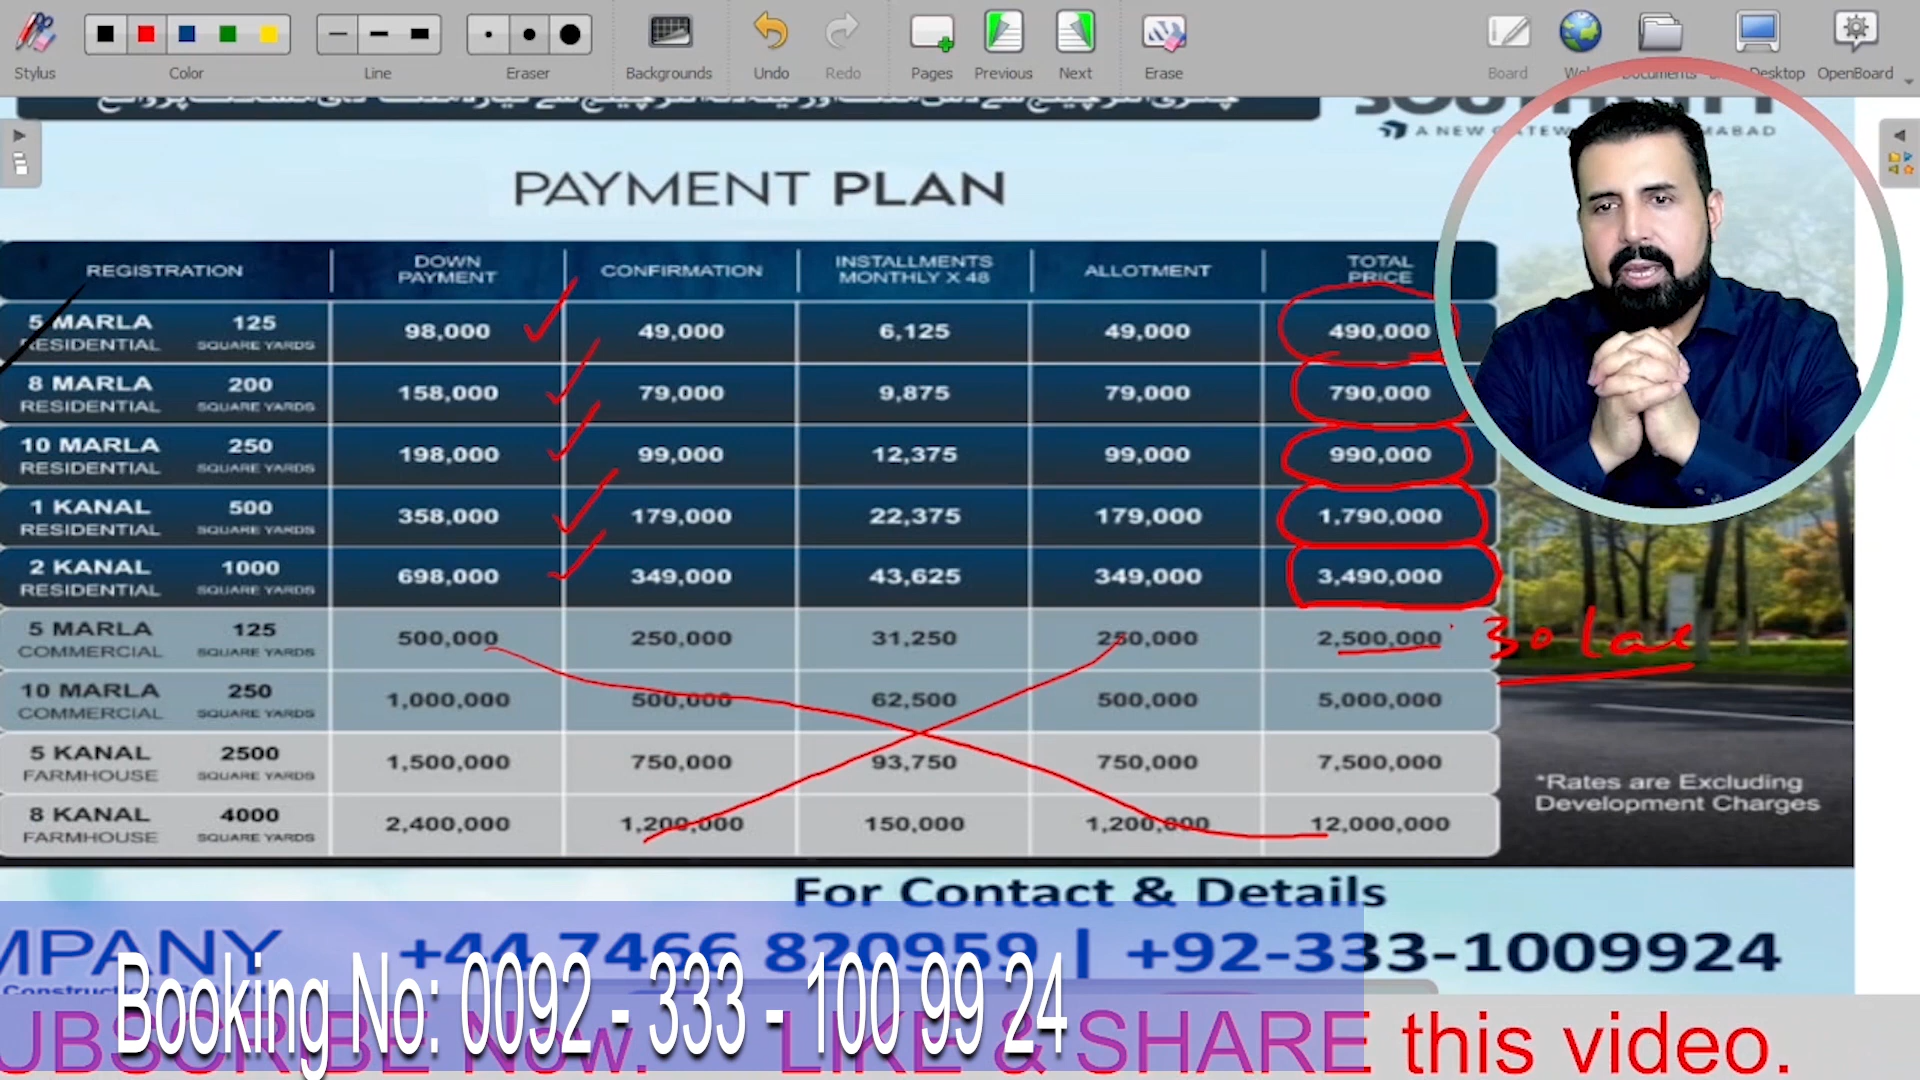 Stylus
Color
Line
Eraser
Backgrounds
Undo
Redo
Pages
Previous
Next
Erase
Board
Desktop
OpenBoard
PAYMENT PLAN
REGISTRATION DOWN PAYMENT CONFIRMATION INSTALLMENTS MONTHLY X 48 ALLOTMENT TOTAL PRICE
5 MARLA RESIDENTIAL 125 SQUARE YARDS 98,000 49,000 6,125 49,000 490,000
8 MARLA RESIDENTIAL 200 SQUARE YARDS 158,000 79,000 9,875 79,000 790,000
10 MARLA RESIDENTIAL 250 SQUARE YARDS 198,000 99,000 12,375 99,000 990,000
1 KANAL RESIDENTIAL 500 SQUARE YARDS 358,000 179,000 22,375 179,000 1,790,000
2 KANAL RESIDENTIAL 1000 SQUARE YARDS 698,000 349,000 43,625 349,000 3,490,000
5 MARLA COMMERCIAL 125 SQUARE YARDS 500,000 250,000 31,250 250,000 2,500,000 30 lac
10 MARLA COMMERCIAL 250 SQUARE YARDS 1,000,000 500,000 62,500 500,000 5,000,000
5 KANAL FARMHOUSE 2500 SQUARE YARDS 1,500,000 750,000 93,750 750,000 7,500,000
8 KANAL FARMHOUSE 4000 SQUARE YARDS 2,400,000 1,200,000 150,000 1,200,000 12,000,000
*Rates are Excluding
Development Charges
For Contact & Details
MPANY +44 7466 820959 | +92-333-1009924
Booking No: 0092 - 333 - 100 99 24
UBSCRIBE Now. LIKE & SHARE this video.